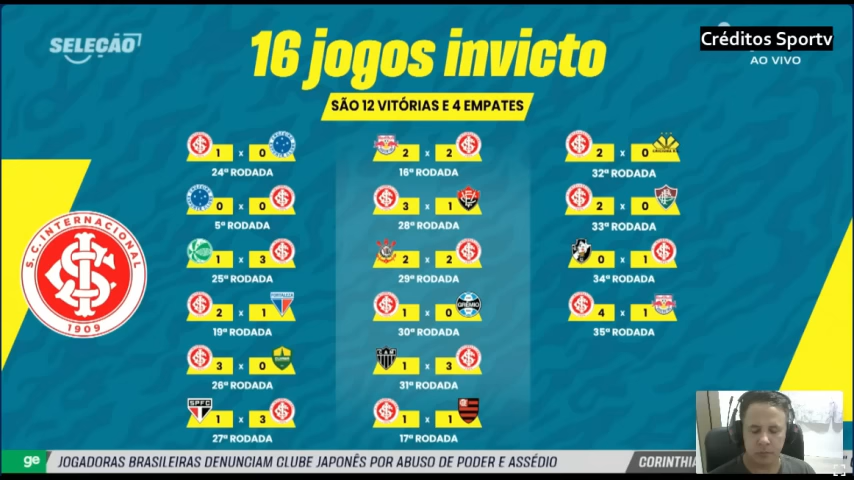 SELEÇÃO
16 jogos invicto
Créditos Sportv
AO VIVO
SÃO 12 VITÓRIAS E 4 EMPATES
1 x 0
24ª RODADA
0 x 0
5ª RODADA
1 x 3
25ª RODADA
2 x 1
FORTALEZA
19ª RODADA
3 x 0
26ª RODADA
SPFC
1 x 3
27ª RODADA
2 x 2
16ª RODADA
3 x 1
28ª RODADA
2 x 2
29ª RODADA
1 x 0
GRÊMIO
30ª RODADA
1 x 3
31ª RODADA
1 x 1
17ª RODADA
2 x 0
32ª RODADA
2 x 0
33ª RODADA
0 x 1
34ª RODADA
4 x 1
35ª RODADA
S.C. INTERNACIONAL
1909
ge
JOGADORAS BRASILEIRAS DENUNCIAM CLUBE JAPONÊS POR ABUSO DE PODER E ASSÉDIO
CORINTHIA